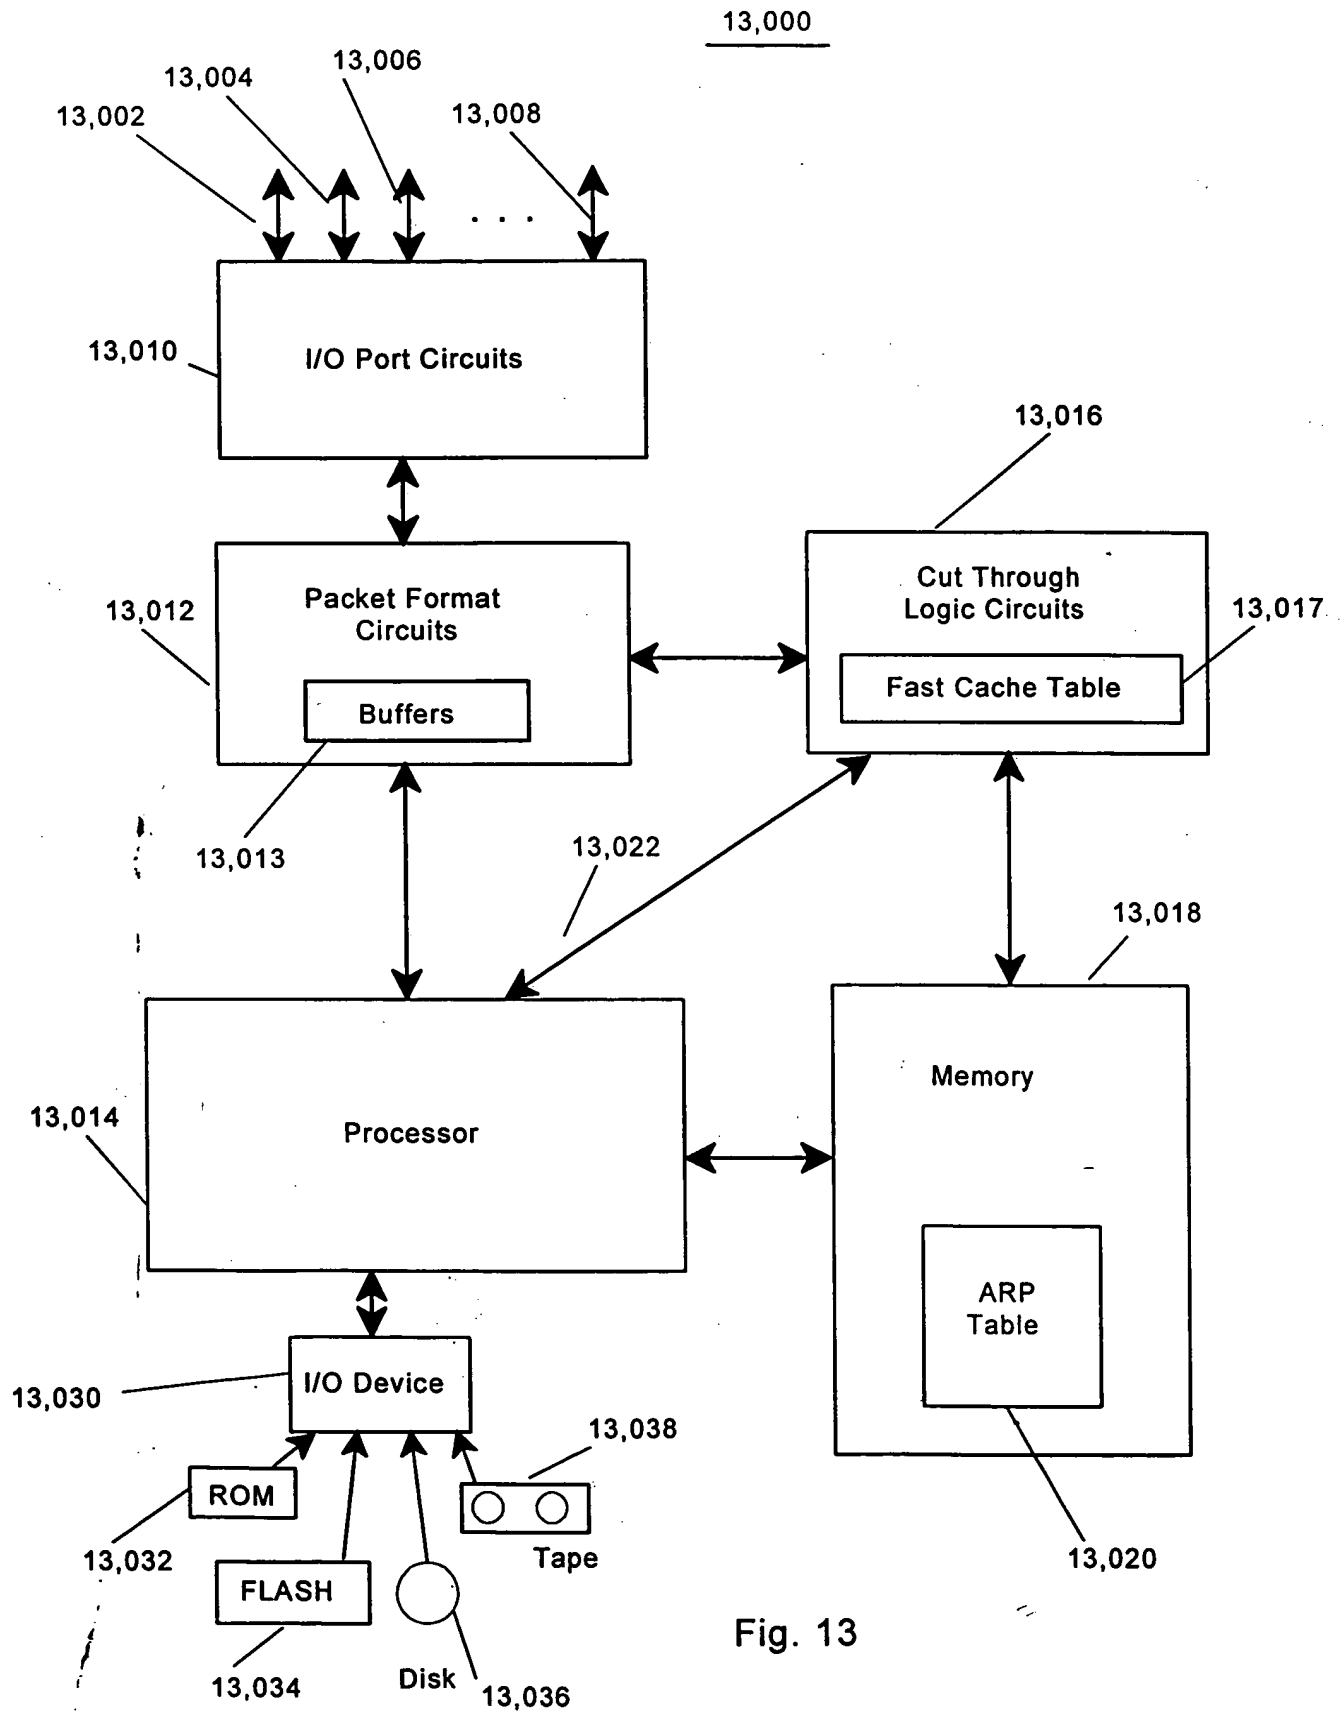 13,000
13,006
13,004
13,008
13,002
. . .
I/O Port Circuits
13,010
13,016
Cut Through
Logic Circuits
Packet Format
Circuits
13,012
13,017
Fast Cache Table
Buffers
13,013
13,022
13,018
Memory
13,014
Processor
ARP
Table
I/O Device
13,030
13,038
ROM
Tape
13,032
13,020
FLASH
Fig. 13
Disk
13,034
13,036